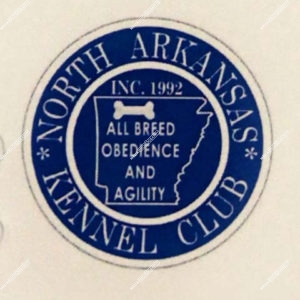 * NORTH ARKANSAS *
INC. 1992
ALL BREED
OBEDIENCE
AND
AGILITY
KENNEL CLUB